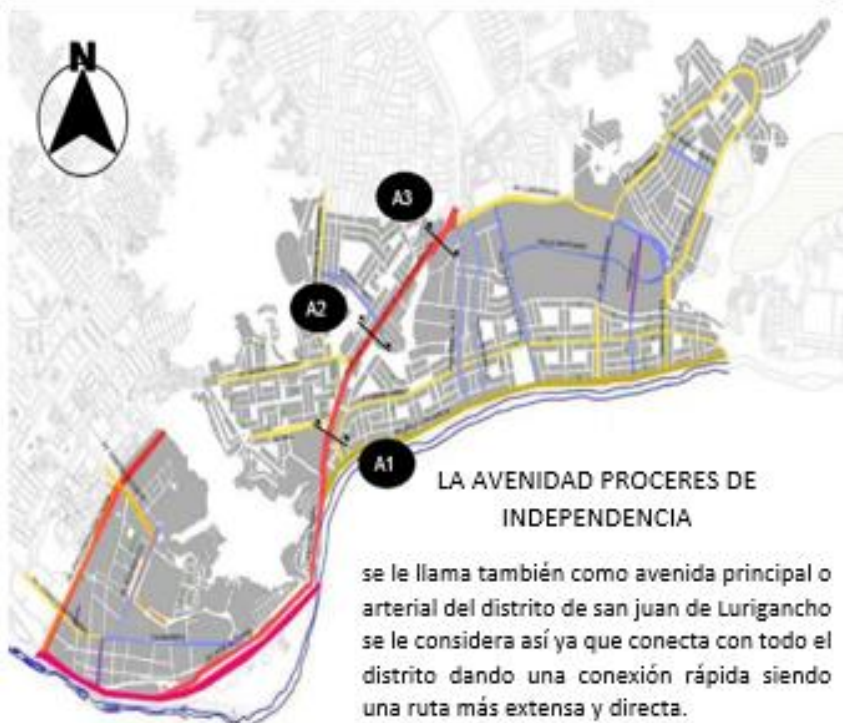 N
A3
A2
A1
LA AVENIDAD PROCERES DE
INDEPENDENCIA
se le llama también como avenida principal o
arterial del distrito de san juan de Lurigancho
se le considera así ya que conecta con todo el
distrito dando una conexión rápida siendo
una ruta más extensa y directa.